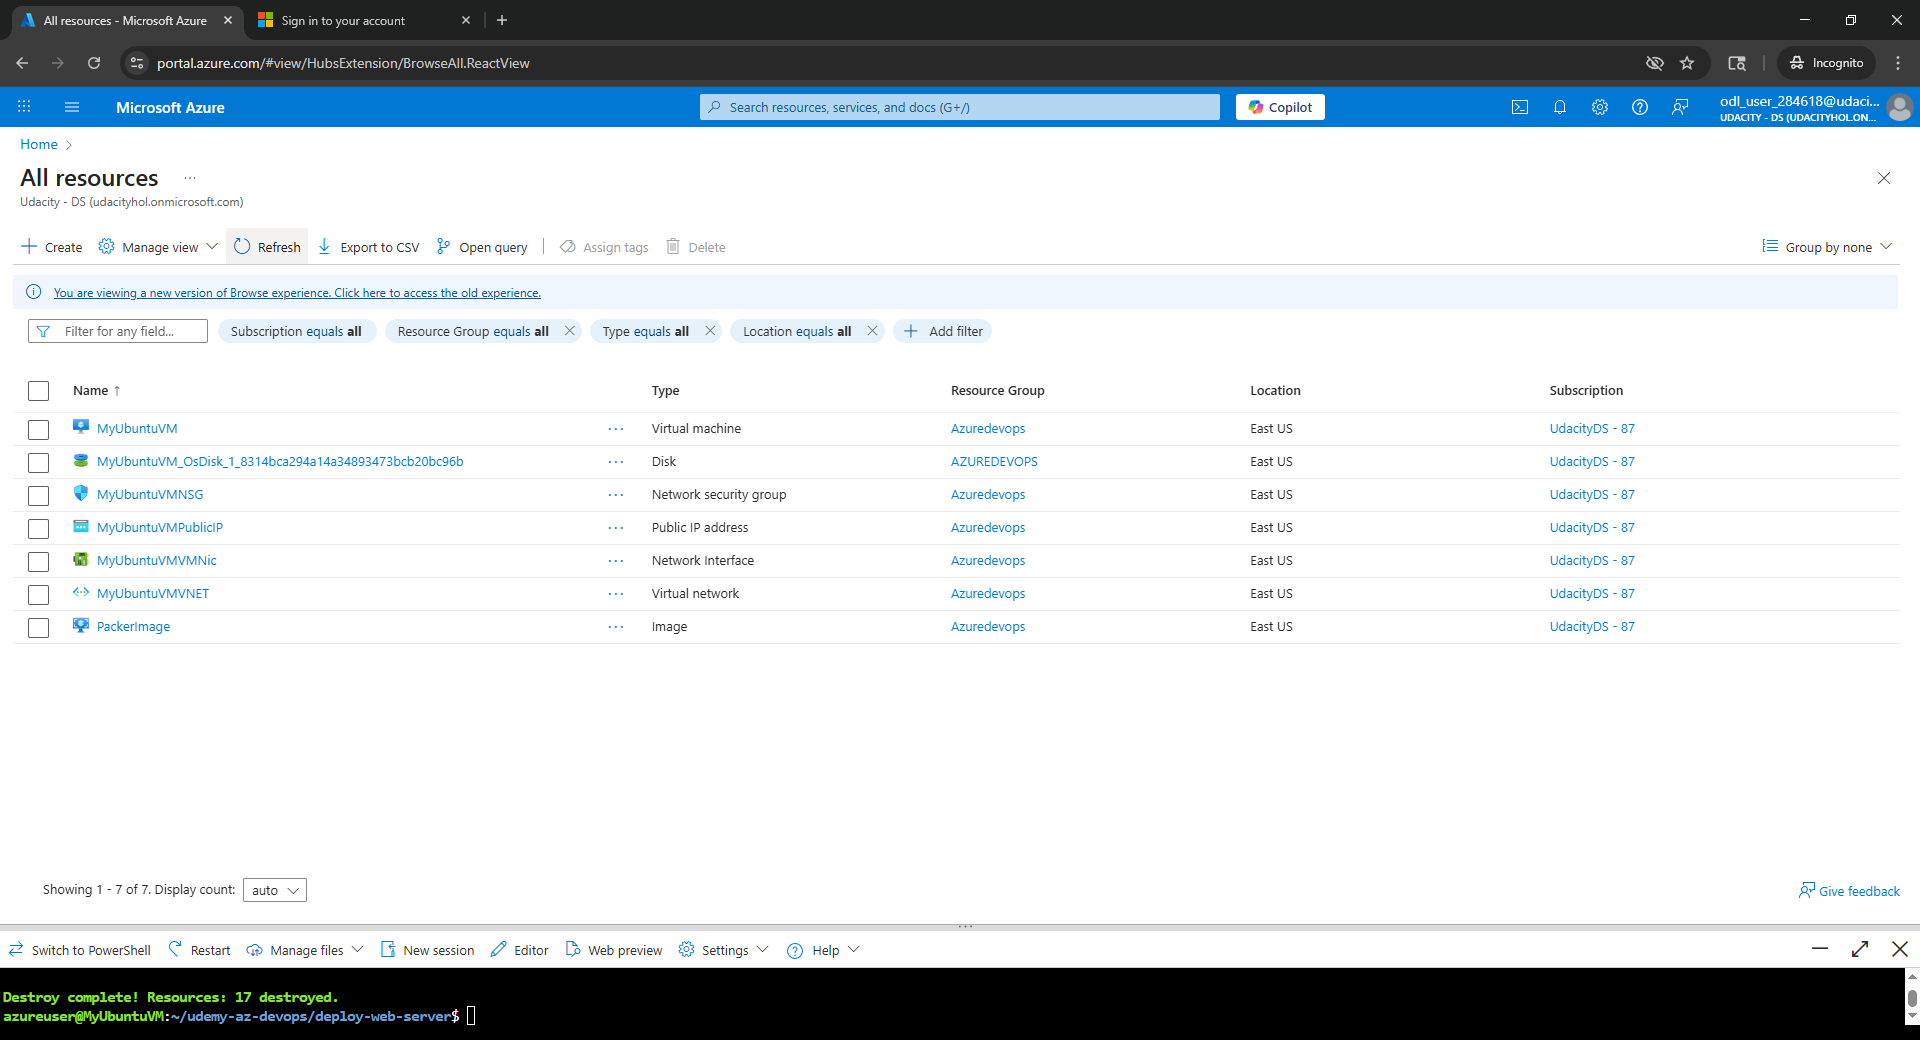 All resources - Microsoft Azure
Sign in to your account
portal.azure.com/#view/HubsExtension/BrowseAll.ReactView
Incognito
Microsoft Azure
Search resources, services, and docs (G+/)
Copilot
odl_user_284618@udaci...
UDACITY - DS (UDACITYHOL.ON...
Home
All resources
Udacity - DS (udacityhol.onmicrosoft.com)
Create
Manage view
Refresh
Export to CSV
Open query
Assign tags
Delete
Group by none
You are viewing a new version of Browse experience. Click here to access the old experience.
Filter for any field...
Subscription equals all
Resource Group equals all
Type equals all
Location equals all
Add filter
Name ↑ Type Resource Group Location Subscription
MyUbuntuVM ··· Virtual machine Azuredevops East US UdacityDS - 87
MyUbuntuVM_OsDisk_1_8314bca294a14a34893473bcb20bc96b ··· Disk AZUREDEVOPS East US UdacityDS - 87
MyUbuntuVMNSG ··· Network security group Azuredevops East US UdacityDS - 87
MyUbuntuVMPublicIP ··· Public IP address Azuredevops East US UdacityDS - 87
MyUbuntuVMVMNic ··· Network Interface Azuredevops East US UdacityDS - 87
MyUbuntuVMVNET ··· Virtual network Azuredevops East US UdacityDS - 87
PackerImage ··· Image Azuredevops East US UdacityDS - 87
Showing 1 - 7 of 7. Display count: auto
Give feedback
Switch to PowerShell
Restart
Manage files
New session
Editor
Web preview
Settings
Help
Destroy complete! Resources: 17 destroyed.
azureuser@MyUbuntuVM:~/udemy-az-devops/deploy-web-server$